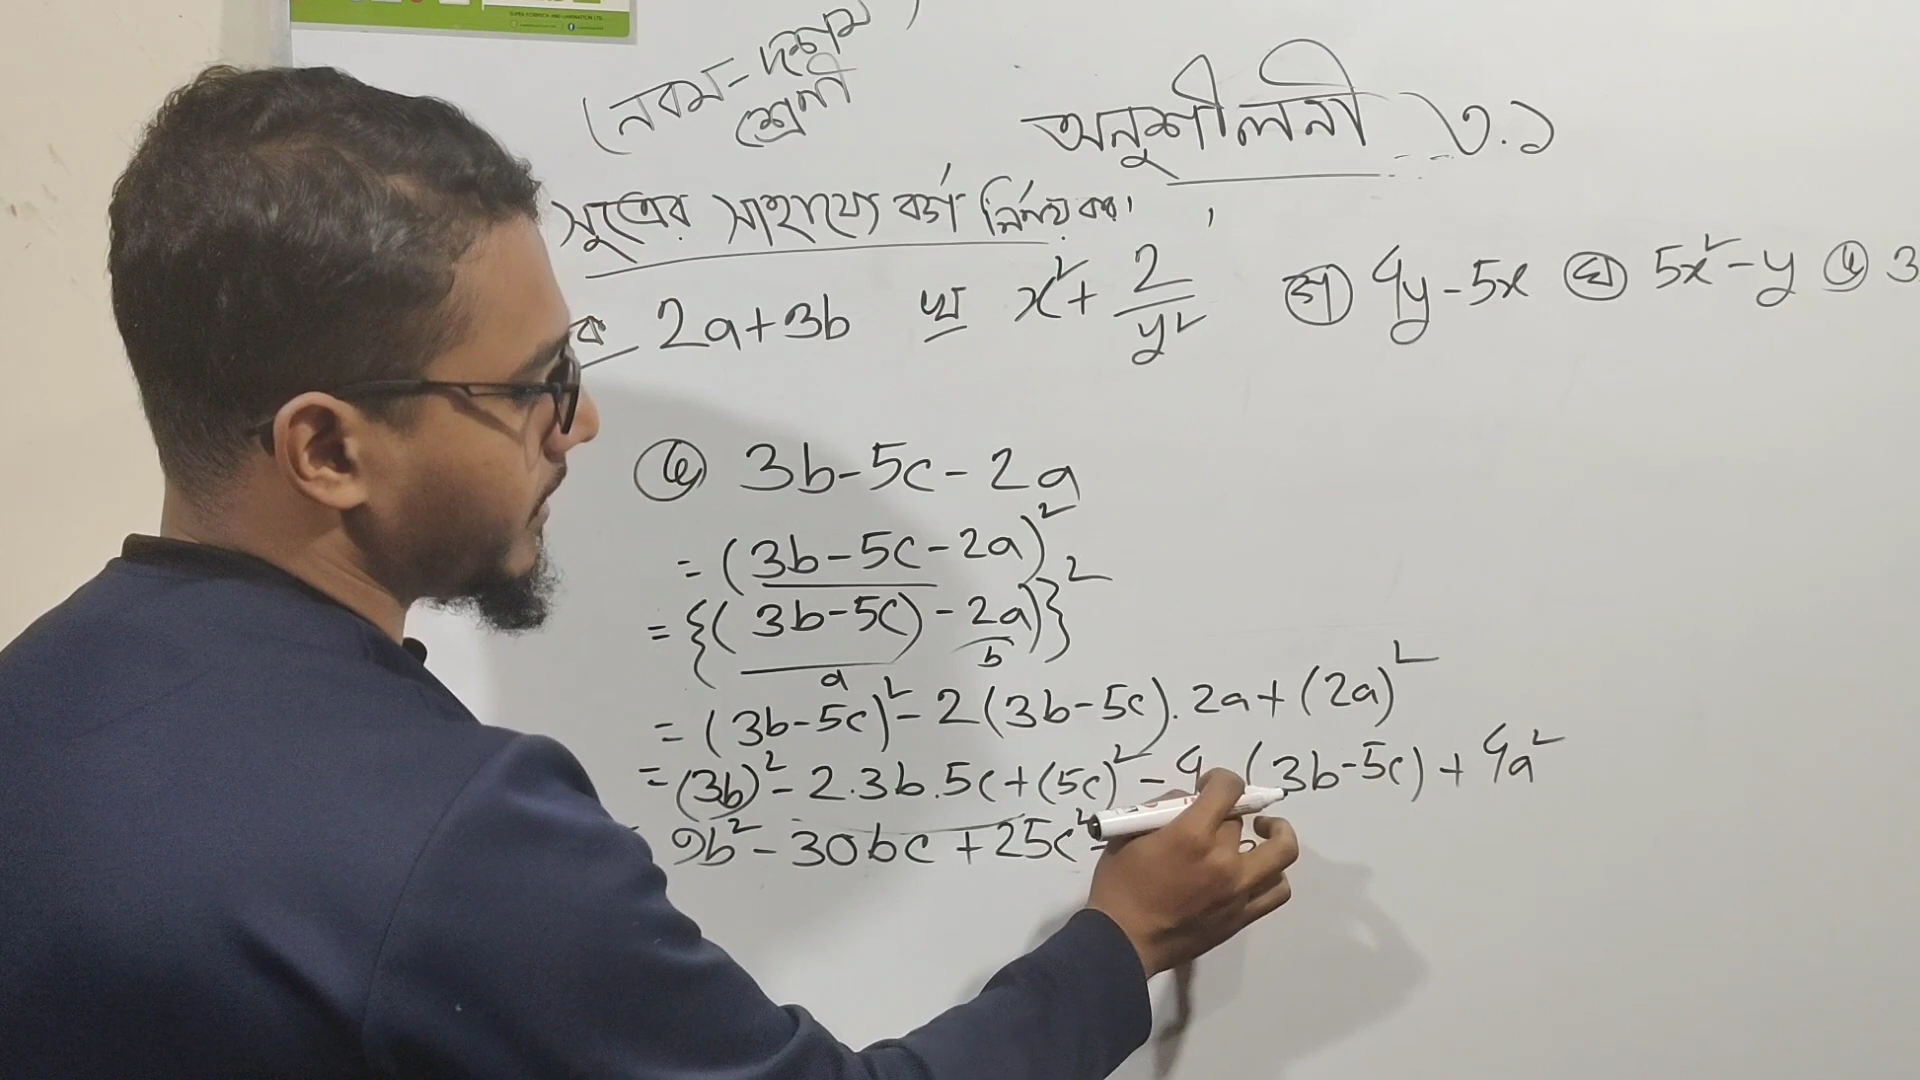 (নবম-দশম
শ্রেণী
অনুশীলনী ৩.১
সূত্রের সাহায্যে বর্গ নির্ণয় কর।
ক 2a+3b খ x²+ 2/y² গ 4y-5x ঘ 5x²-y ঙ 3
ঙ 3b-5c-2a
= (3b-5c-2a)²
= {(3b-5c)-2a)}²
a b
= (3b-5c)²-2(3b-5c).2a+(2a)²
= (3b)²-2.3b.5c+(5c)²-4 (3b-5c)+4a²
9b²-30bc+25c²-